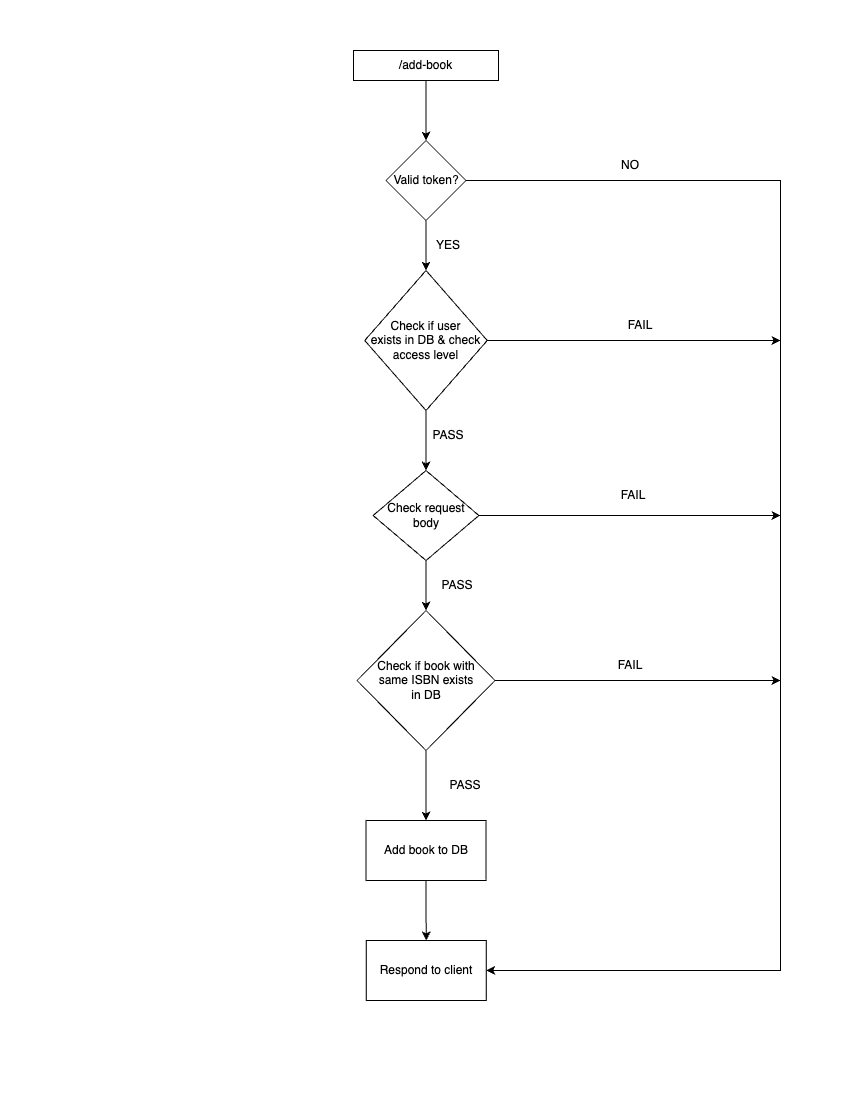 /add-book
NO
Valid token?
YES
Check if user
exists in DB & check
access level
FAIL
PASS
Check request
body
FAIL
PASS
Check if book with
same ISBN exists
in DB
FAIL
PASS
Add book to DB
Respond to client